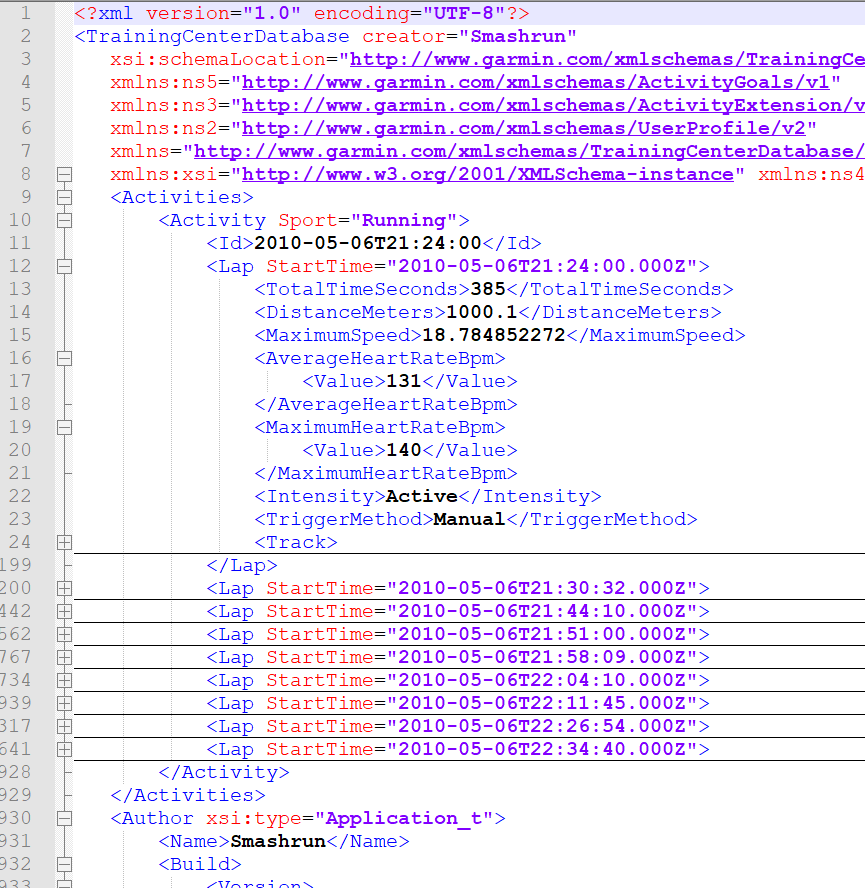 1 <?xml version="1.0" encoding="UTF-8"?>
2 <TrainingCenterDatabase creator="Smashrun"
3 xsi:schemaLocation="http://www.garmin.com/xmlschemas/TrainingCe
4 xmlns:ns5="http://www.garmin.com/xmlschemas/ActivityGoals/v1"
5 xmlns:ns3="http://www.garmin.com/xmlschemas/ActivityExtension/v
6 xmlns:ns2="http://www.garmin.com/xmlschemas/UserProfile/v2"
7 xmlns="http://www.garmin.com/xmlschemas/TrainingCenterDatabase/
8 xmlns:xsi="http://www.w3.org/2001/XMLSchema-instance" xmlns:ns4
9 <Activities>
10 <Activity Sport="Running">
11 <Id>2010-05-06T21:24:00</Id>
12 <Lap StartTime="2010-05-06T21:24:00.000Z">
13 <TotalTimeSeconds>385</TotalTimeSeconds>
14 <DistanceMeters>1000.1</DistanceMeters>
15 <MaximumSpeed>18.784852272</MaximumSpeed>
16 <AverageHeartRateBpm>
17 <Value>131</Value>
18 </AverageHeartRateBpm>
19 <MaximumHeartRateBpm>
20 <Value>140</Value>
21 </MaximumHeartRateBpm>
22 <Intensity>Active</Intensity>
23 <TriggerMethod>Manual</TriggerMethod>
24 <Track>
199 </Lap>
200 <Lap StartTime="2010-05-06T21:30:32.000Z">
442 <Lap StartTime="2010-05-06T21:44:10.000Z">
562 <Lap StartTime="2010-05-06T21:51:00.000Z">
767 <Lap StartTime="2010-05-06T21:58:09.000Z">
734 <Lap StartTime="2010-05-06T22:04:10.000Z">
939 <Lap StartTime="2010-05-06T22:11:45.000Z">
317 <Lap StartTime="2010-05-06T22:26:54.000Z">
641 <Lap StartTime="2010-05-06T22:34:40.000Z">
928 </Activity>
929 </Activities>
930 <Author xsi:type="Application_t">
931 <Name>Smashrun</Name>
932 <Build>
933 <Version>